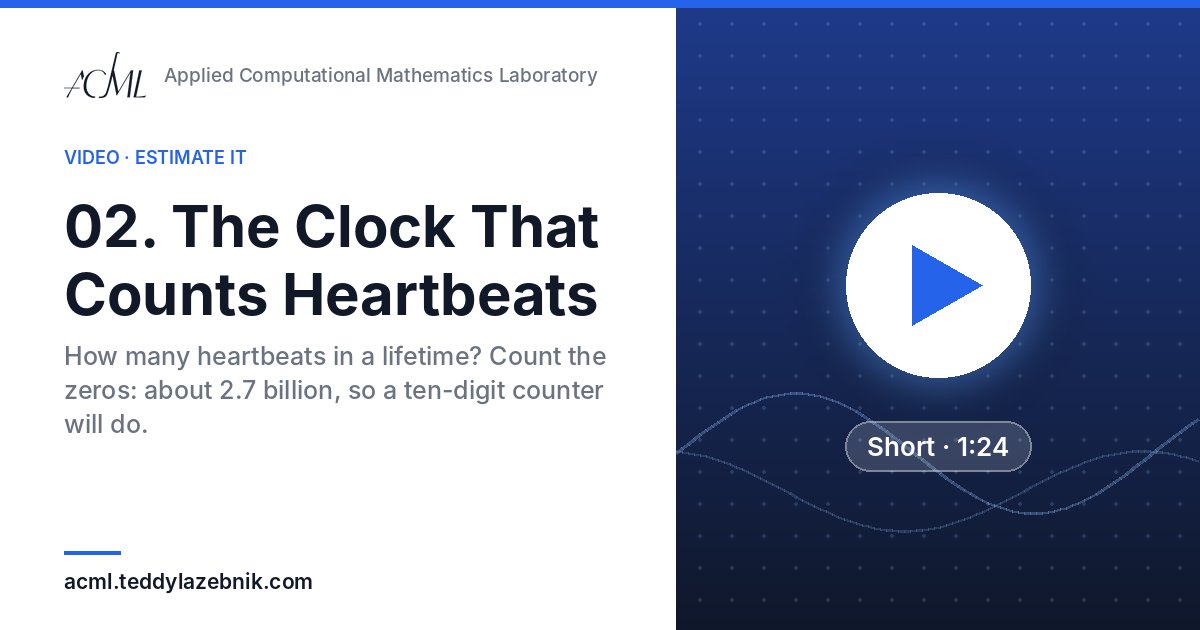 ACML
Applied Computational Mathematics Laboratory
VIDEO · ESTIMATE IT
02. The Clock That
Counts Heartbeats
How many heartbeats in a lifetime? Count the
zeros: about 2.7 billion, so a ten-digit counter
will do.
Short · 1:24
acml.teddylazebnik.com